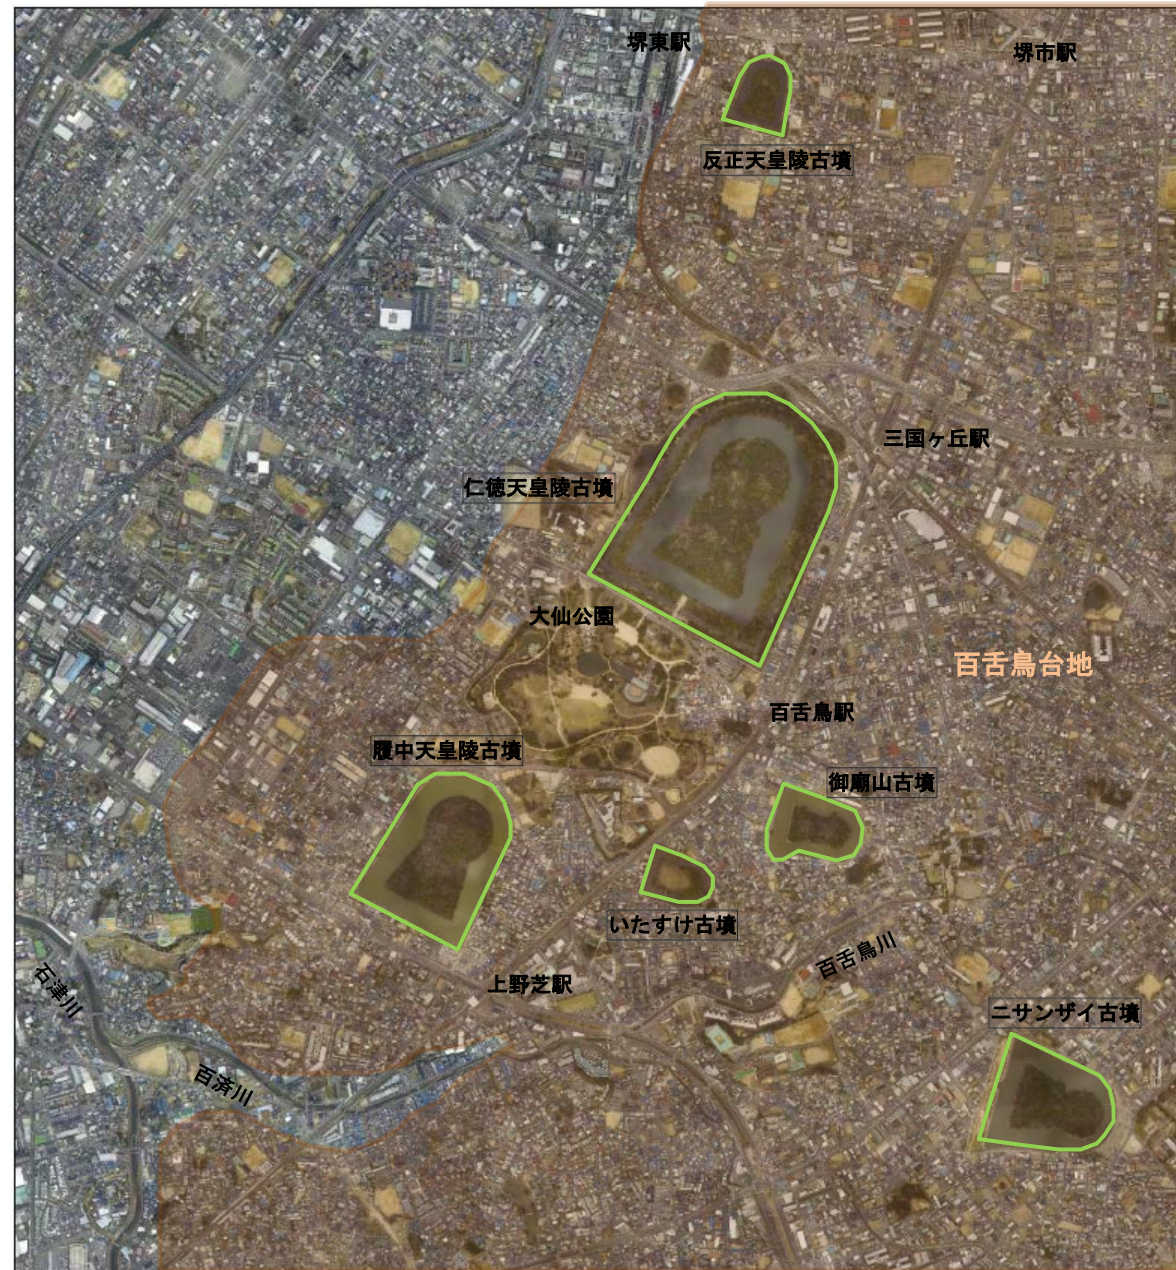 堺東駅
堺市駅
反正天皇陵古墳
三国ヶ丘駅
仁徳天皇陵古墳
大仙公園
百舌鳥台地
百舌鳥駅
履中天皇陵古墳
御廟山古墳
いたすけ古墳
百舌鳥川
石津川
上野芝駅
ニサンザイ古墳
百済川